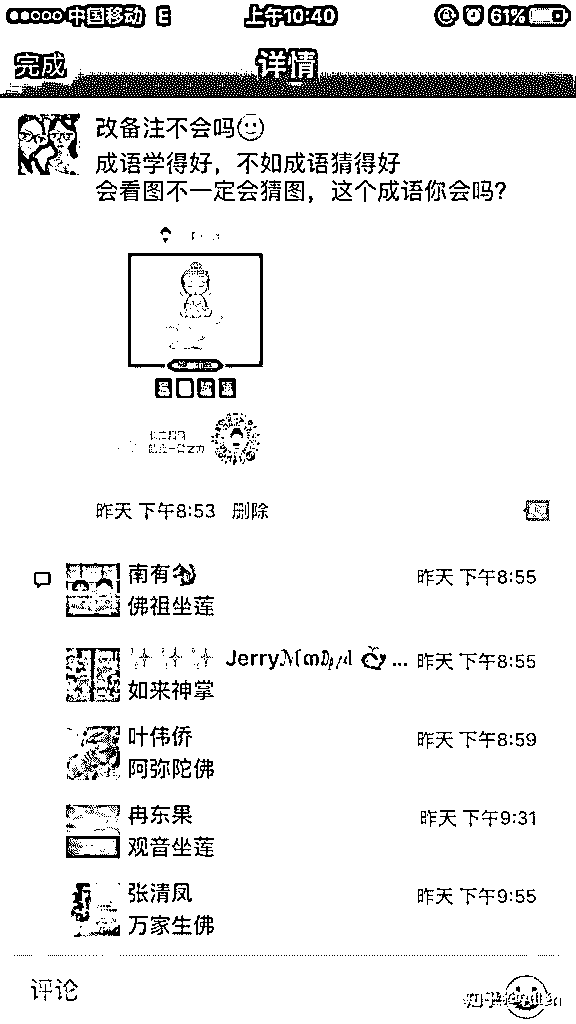 中国移动 E 上午10:40 61%
完成 详情
改备注不会吗
成语学得好，不如成语猜得好
会看图不一定会猜图，这个成语你会吗?
昨天 下午8:53 删除
南有 昨天 下午8:55
佛祖坐莲
Jerry ... 昨天 下午8:55
如来神掌
叶伟侨 昨天 下午8:59
阿弥陀佛
冉东果 昨天 下午9:31
观音坐莲
张清凤 昨天 下午9:55
万家生佛
评论
知乎